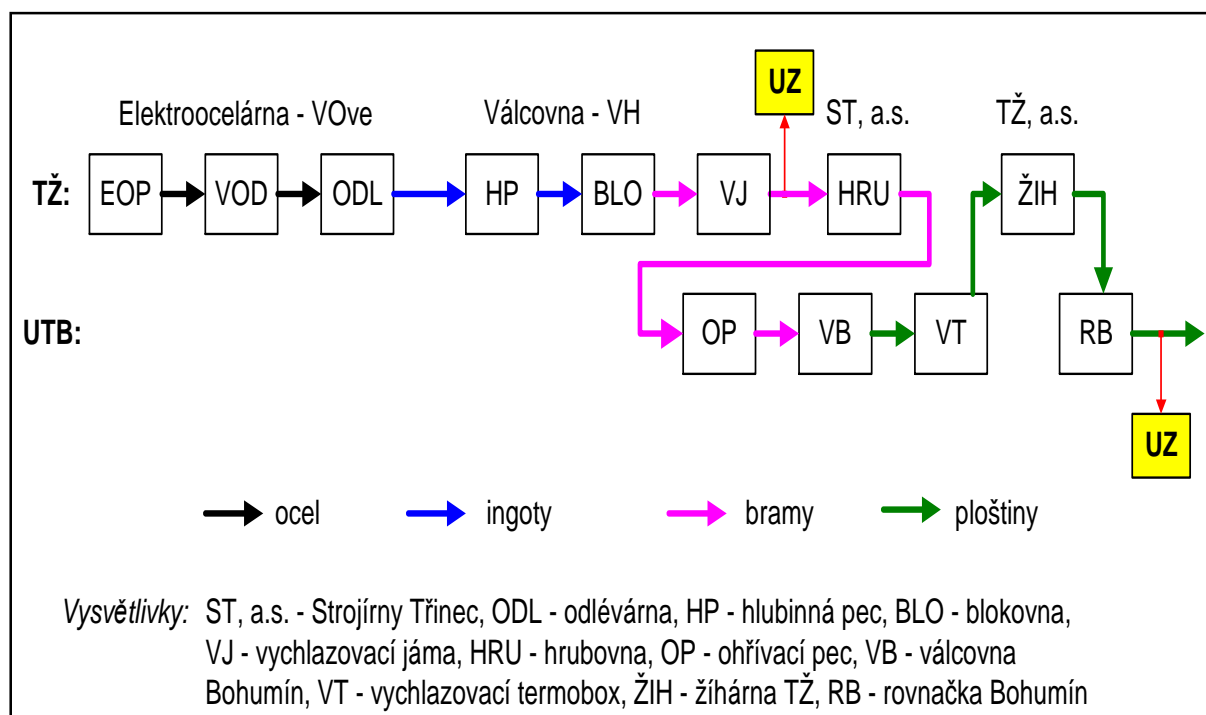 UZ
Elektroocelárna - VOve
Válcovna - VH
ST, a.s.
TŽ, a.s.
TŽ:
EOP
VOD
ODL
HP
BLO
VJ
HRU
ŽIH
UTB:
OP
VB
VT
RB
UZ
ocel
ingoty
bramy
ploštiny
Vysvětlivky: ST, a.s. - Strojírny Třinec, ODL - odlévárna, HP - hlubinná pec, BLO - blokovna,
VJ - vychlazovací jáma, HRU - hrubovna, OP - ohřívací pec, VB - válcovna
Bohumín, VT - vychlazovací termobox, ŽIH - žíhárna TŽ, RB - rovnačka Bohumín